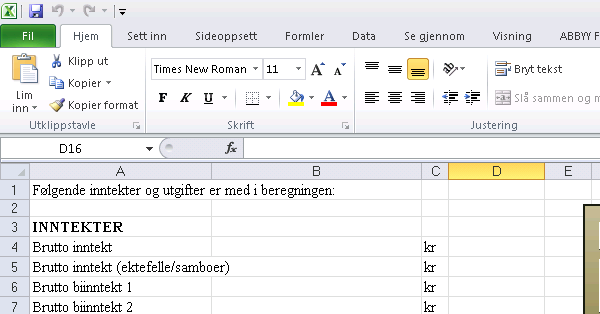 Fil Hjem Sett inn Sideoppsett Formler Data Se gjennom Visning ABBYY F
Lim inn
Klipp ut
Kopier
Kopier format
Utklippstavle
Times New Roman 11
F K U A
Skrift
Bryt tekst
Slå sammen og m
Justering
D16 fx
A B C D E
1 Følgende inntekter og utgifter er med i beregningen:
2
3 INNTEKTER
4 Brutto inntekt kr
5 Brutto inntekt (ektefelle/samboer) kr
6 Brutto biinntekt 1 kr
7 Brutto biinntekt 2 kr